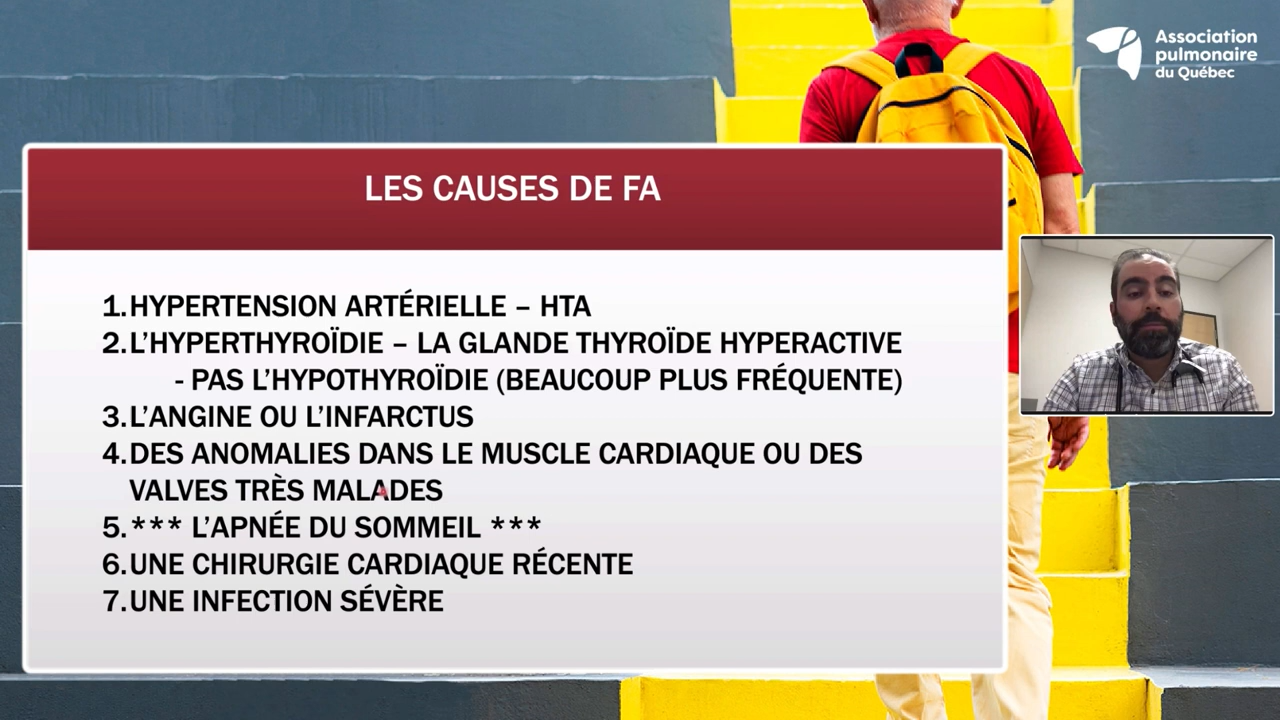 Association
pulmonaire
du Québec
LES CAUSES DE FA
1. HYPERTENSION ARTÉRIELLE – HTA
2. L'HYPERTHYROÏDIE – LA GLANDE THYROÏDE HYPERACTIVE
- PAS L'HYPOTHYROÏDIE (BEAUCOUP PLUS FRÉQUENTE)
3. L'ANGINE OU L'INFARCTUS
4. DES ANOMALIES DANS LE MUSCLE CARDIAQUE OU DES
VALVES TRÈS MALADES
5. *** L'APNÉE DU SOMMEIL ***
6. UNE CHIRURGIE CARDIAQUE RÉCENTE
7. UNE INFECTION SÉVÈRE